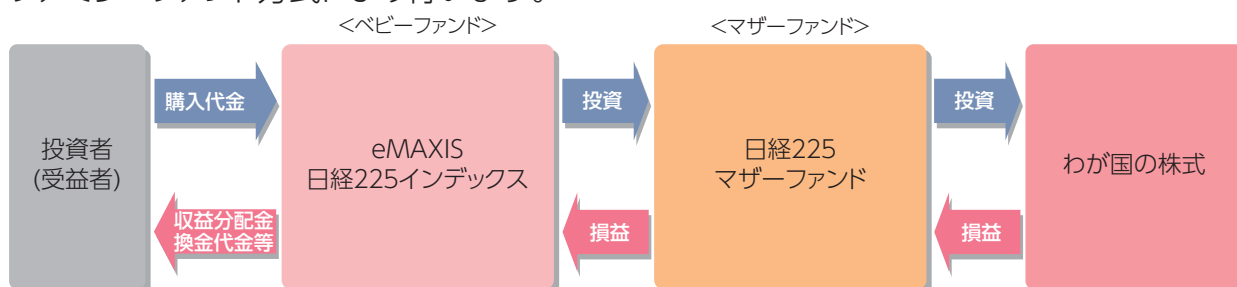 <ベビーファンド>
<マザーファンド>
投資者
(受益者)
購入代金
収益分配金
換金代金等
eMAXIS
日経225インデックス
投資
損益
日経225
マザーファンド
投資
損益
わが国の株式